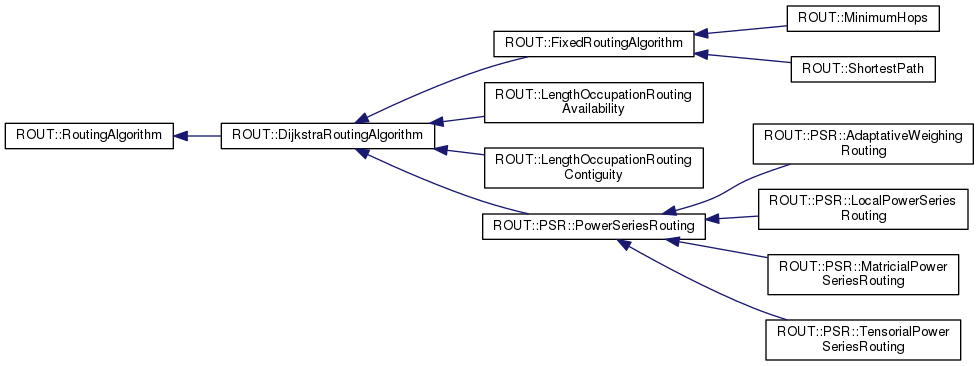 ROUT::MinimumHops
ROUT::FixedRoutingAlgorithm
ROUT::ShortestPath
ROUT::LengthOccupationRouting
Availability
ROUT::RoutingAlgorithm
ROUT::DijkstraRoutingAlgorithm
ROUT::PSR::AdaptativeWeighing
Routing
ROUT::LengthOccupationRouting
Contiguity
ROUT::PSR::LocalPowerSeries
Routing
ROUT::PSR::PowerSeriesRouting
ROUT::PSR::MatricialPower
SeriesRouting
ROUT::PSR::TensorialPower
SeriesRouting